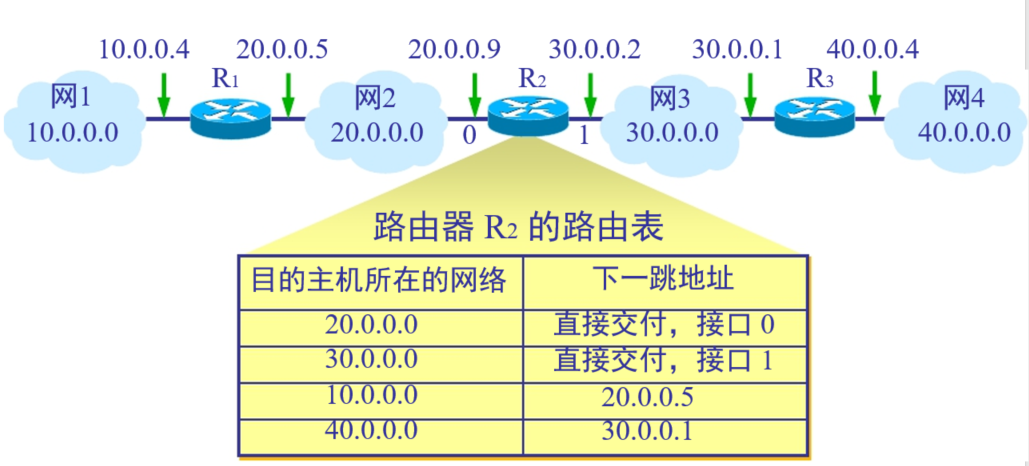 10.0.0.4 20.0.0.5 20.0.0.9 30.0.0.2 30.0.0.1 40.0.0.4
R1 R2 R3
网1 网2 网3 网4
10.0.0.0 20.0.0.0 30.0.0.0 40.0.0.0
0 1
路由器 R2 的路由表
目的主机所在的网络 下一跳地址
20.0.0.0 直接交付，接口 0
30.0.0.0 直接交付，接口 1
10.0.0.0 20.0.0.5
40.0.0.0 30.0.0.1